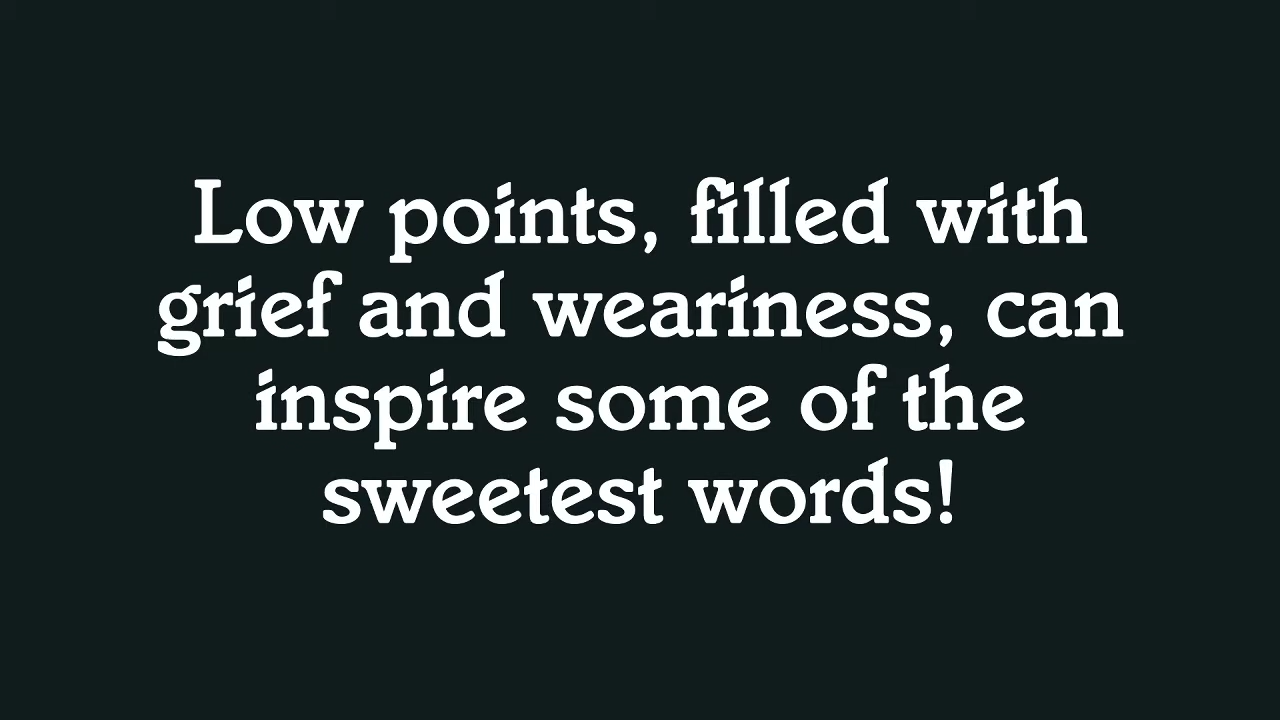 Low points, filled with
grief and weariness, can
inspire some of the
sweetest words!